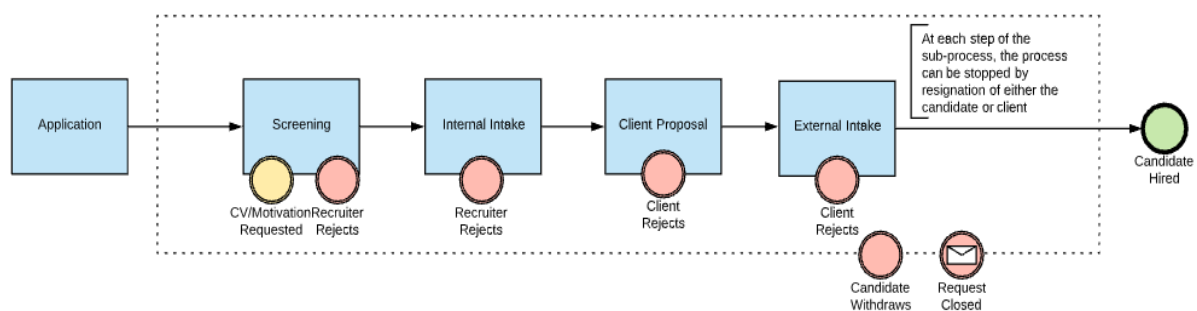 At each step of the
sub-process, the process
can be stopped by
resignation of either the
candidate or client
Application
Screening
Internal Intake
Client Proposal
External Intake
CV/Motivation
Requested
Recruiter
Rejects
Recruiter
Rejects
Client
Rejects
Client
Rejects
Candidate
Hired
Candidate
Withdraws
Request
Closed